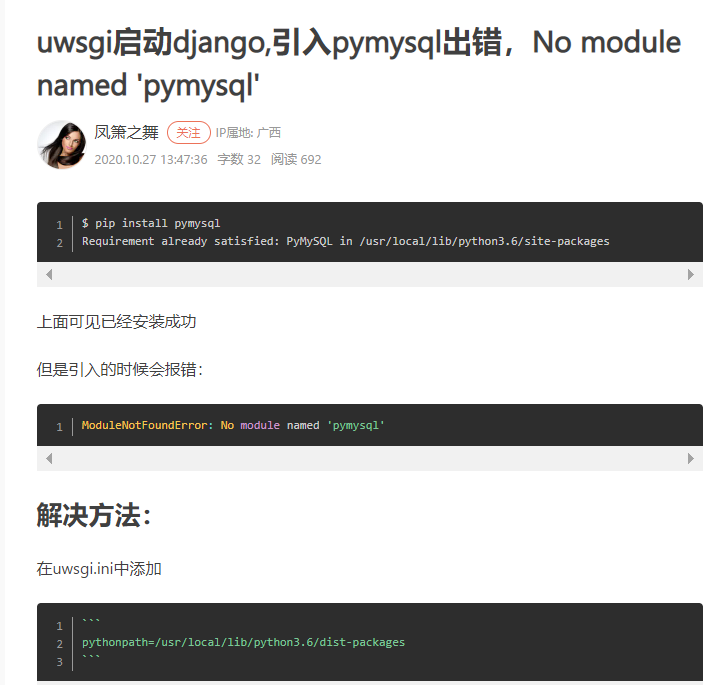 uwsgi启动django,引入pymysql出错，No module
named 'pymysql'
凤箫之舞 关注 IP属地: 广西
2020.10.27 13:47:36 字数 32 阅读 692
1 $ pip install pymysql
2 Requirement already satisfied: PyMySQL in /usr/local/lib/python3.6/site-packages
上面可见已经安装成功
但是引入的时候会报错：
1 ModuleNotFoundError: No module named 'pymysql'
解决方法：
在uwsgi.ini中添加
1 ```
2 pythonpath=/usr/local/lib/python3.6/dist-packages
3 ```